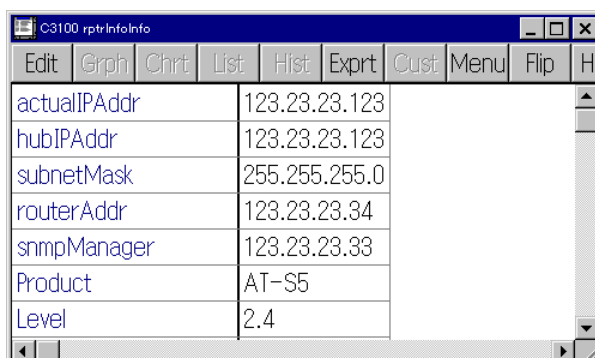 C3100 rptrInfoInfo
Edit Grph Chrt List Hist Exprt Cust Menu Flip H
actualIPAddr 123.23.23.123
hubIPAddr 123.23.23.123
subnetMask 255.255.255.0
routerAddr 123.23.23.34
snmpManager 123.23.23.33
Product AT-S5
Level 2.4